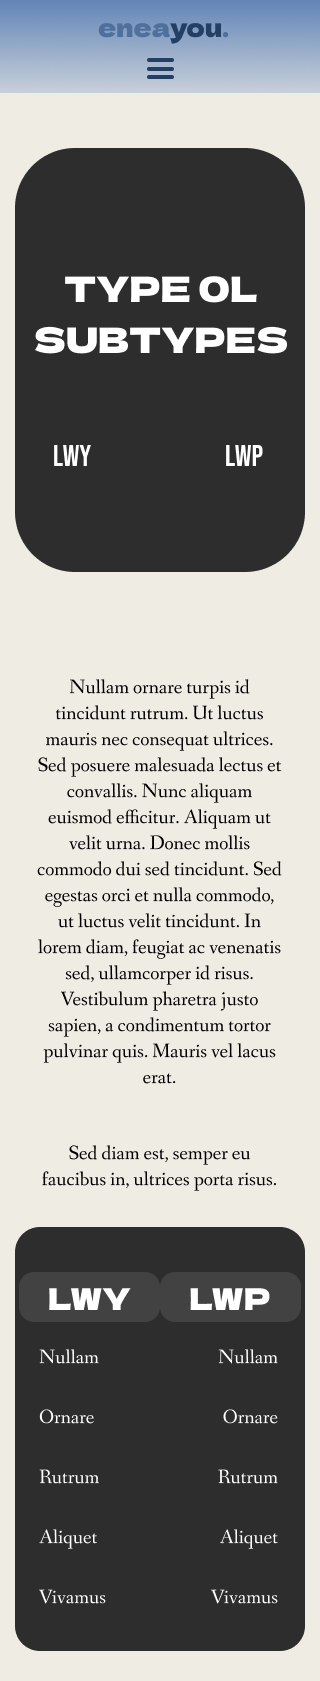 eneayou.
TYPE OL
SUBTYPES
LWY LWP
Nullam ornare turpis id
tincidunt rutrum. Ut luctus
mauris nec consequat ultrices.
Sed posuere malesuada lectus et
convallis. Nunc aliquam
euismod efficitur. Aliquam ut
velit urna. Donec mollis
commodo dui sed tincidunt. Sed
egestas orci et nulla commodo,
ut luctus velit tincidunt. In
lorem diam, feugiat ac venenatis
sed, ullamcorper id risus.
Vestibulum pharetra justo
sapien, a condimentum tortor
pulvinar quis. Mauris vel lacus
erat.
Sed diam est, semper eu
faucibus in, ultrices porta risus.
LWY LWP
Nullam Nullam
Ornare Ornare
Rutrum Rutrum
Aliquet Aliquet
Vivamus Vivamus